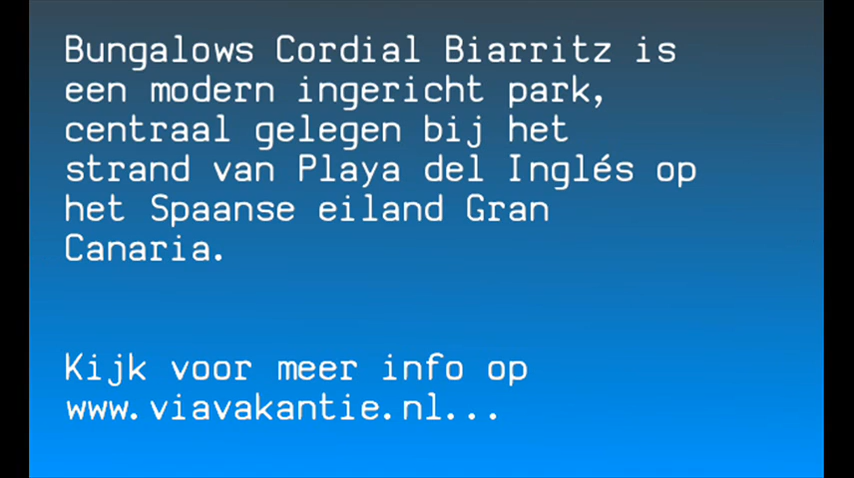 Bungalows Cordial Biarritz is
een modern ingericht park,
centraal gelegen bij het
strand van Playa del Inglés op
het Spaanse eiland Gran
Canaria.
Kijk voor meer info op
www.viavakantie.nl...